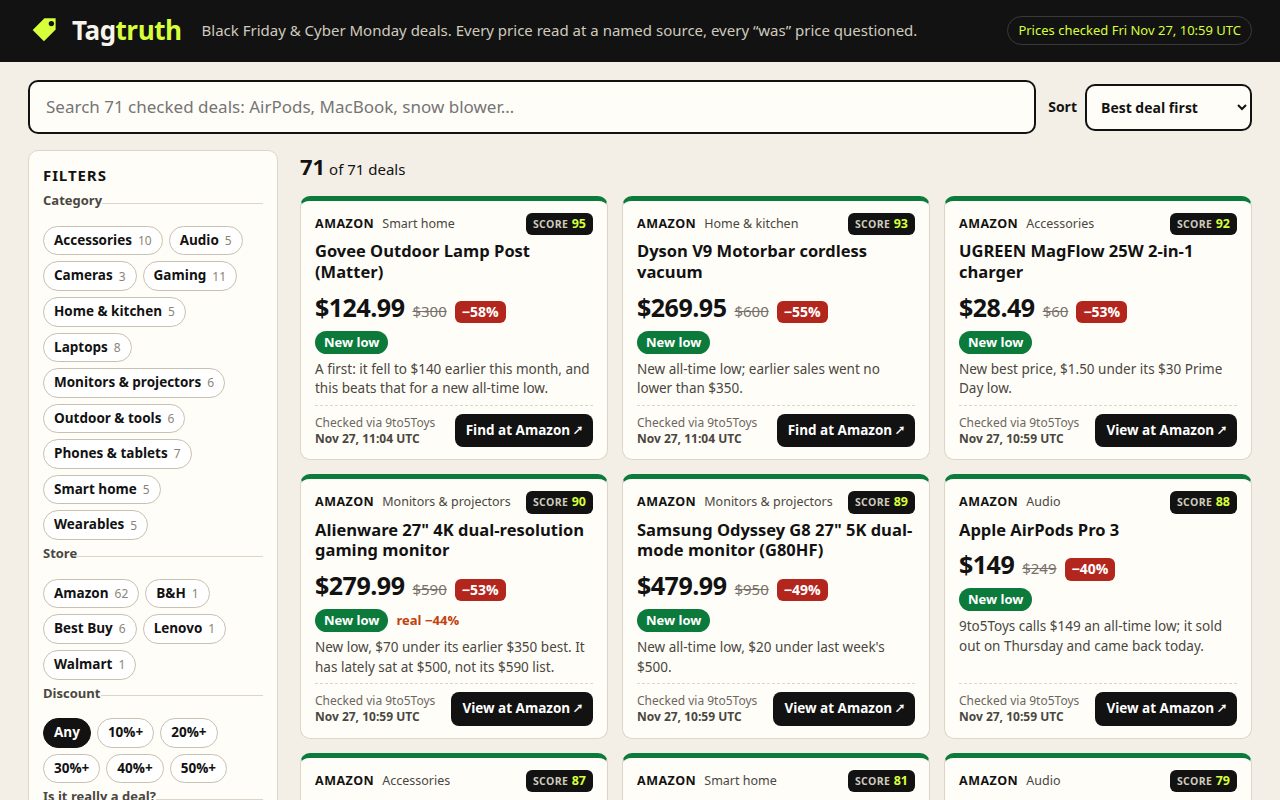 Tagtruth
Black Friday & Cyber Monday deals. Every price read at a named source, every “was” price questioned.
Prices checked Fri Nov 27, 10:59 UTC
Search 71 checked deals: AirPods, MacBook, snow blower...
Sort
Best deal first
FILTERS
Category
Accessories 10
Audio 5
Cameras 3
Gaming 11
Home & kitchen 5
Laptops 8
Monitors & projectors 6
Outdoor & tools 6
Phones & tablets 7
Smart home 5
Wearables 5
Store
Amazon 62
B&H 1
Best Buy 6
Lenovo 1
Walmart 1
Discount
Any
10%+
20%+
30%+
40%+
50%+
Is it really a deal?
71 of 71 deals
AMAZON Smart home SCORE 95
Govee Outdoor Lamp Post
(Matter)
$124.99 $300 −58%
New low
A first: it fell to $140 earlier this month, and
this beats that for a new all-time low.
Checked via 9to5Toys
Nov 27, 11:04 UTC
Find at Amazon ↗
AMAZON Home & kitchen SCORE 93
Dyson V9 Motorbar cordless
vacuum
$269.95 $600 −55%
New low
New all-time low; earlier sales went no
lower than $350.
Checked via 9to5Toys
Nov 27, 11:04 UTC
Find at Amazon ↗
AMAZON Accessories SCORE 92
UGREEN MagFlow 25W 2-in-1
charger
$28.49 $60 −53%
New low
New best price, $1.50 under its $30 Prime
Day low.
Checked via 9to5Toys
Nov 27, 10:59 UTC
View at Amazon ↗
AMAZON Monitors & projectors SCORE 90
Alienware 27" 4K dual-resolution
gaming monitor
$279.99 $590 −53%
New low real −44%
New low, $70 under its earlier $350 best. It
has lately sat at $500, not its $590 list.
Checked via 9to5Toys
Nov 27, 10:59 UTC
View at Amazon ↗
AMAZON Monitors & projectors SCORE 89
Samsung Odyssey G8 27" 5K dual-
mode monitor (G80HF)
$479.99 $950 −49%
New low
New all-time low, $20 under last week's
$500.
Checked via 9to5Toys
Nov 27, 10:59 UTC
View at Amazon ↗
AMAZON Audio SCORE 88
Apple AirPods Pro 3
$149 $249 −40%
New low
9to5Toys calls $149 an all-time low; it sold
out on Thursday and came back today.
Checked via 9to5Toys
Nov 27, 10:59 UTC
View at Amazon ↗
AMAZON Accessories SCORE 87
AMAZON Smart home SCORE 81
AMAZON Audio SCORE 79